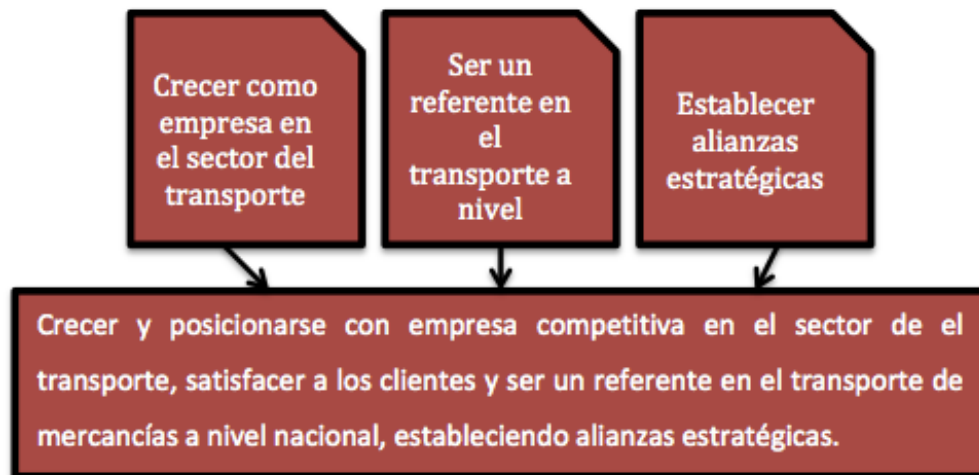 Crecer como
empresa en
el sector del
transporte
Ser un
referente en
el
transporte a
nivel
Establecer
alianzas
estratégicas
Crecer y posicionarse con empresa competitiva en el sector de el
transporte, satisfacer a los clientes y ser un referente en el transporte de
mercancías a nivel nacional, estableciendo alianzas estratégicas.